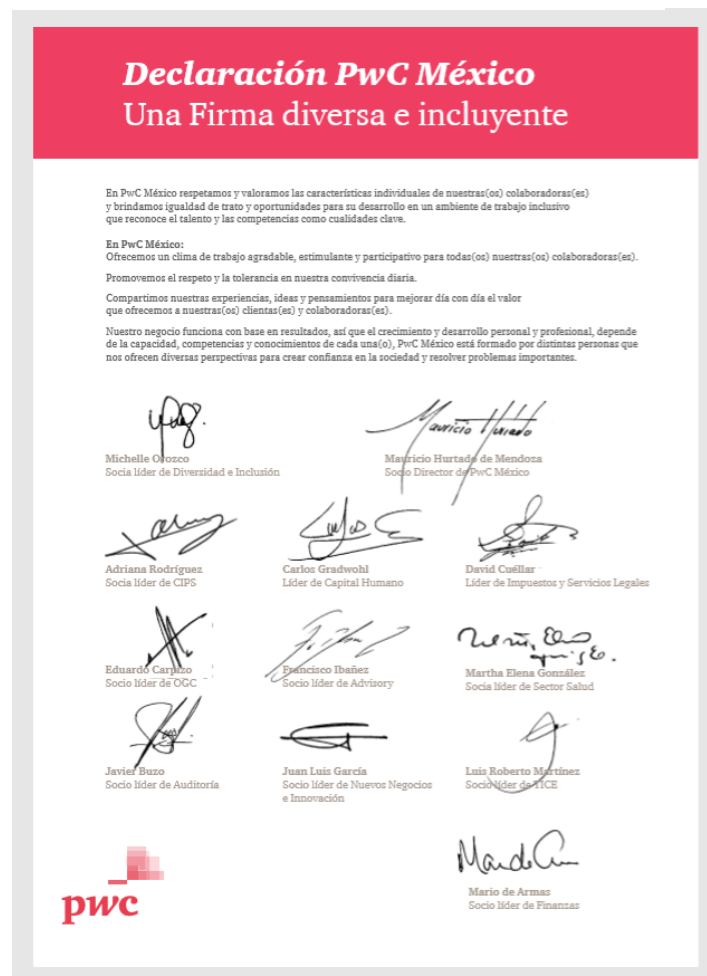 Declaración PwC México
Una Firma diversa e incluyente
En PwC México respetamos y valoramos las características individuales de nuestras(os) colaboradoras(es)
y brindamos igualdad de trato y oportunidades para su desarrollo en un ambiente de trabajo inclusivo
que reconoce el talento y las competencias como cualidades clave.
En PwC México:
Ofrecemos un clima de trabajo agradable, estimulante y participativo para todas(os) nuestras(os) colaboradoras(es).
Promovemos el respeto y la tolerancia en nuestra convivencia diaria.
Compartimos nuestras experiencias, ideas y pensamientos para mejorar día con día el valor
que ofrecemos a nuestras(os) clientas(es) y colaboradoras(es).
Nuestro negocio funciona con base en resultados, así que el crecimiento y desarrollo personal y profesional, depende
de la capacidad, competencias y conocimientos de cada una(o), PwC México está formado por distintas personas que
nos ofrecen diversas perspectivas para crear confianza en la sociedad y resolver problemas importantes.
Mauricio Hurtado
Michelle Orozco
Socia líder de Diversidad e Inclusión
Mauricio Hurtado de Mendoza
Socio Director de PwC México
Adriana Rodríguez
Socia líder de CIPS
Carlos Gradwohl
Líder de Capital Humano
David Cuéllar
Líder de Impuestos y Servicios Legales
Eduardo Carpizo
Socio líder de OGC
Francisco Ibañez
Socio líder de Advisory
Martha Elena González
Socia líder de Sector Salud
Javier Buzo
Socio líder de Auditoría
Juan Luis García
Socio líder de Nuevos Negocios
e Innovación
Luis Roberto Martínez
Socio líder de TICE
Mario de Armas
Socio líder de Finanzas
pwc